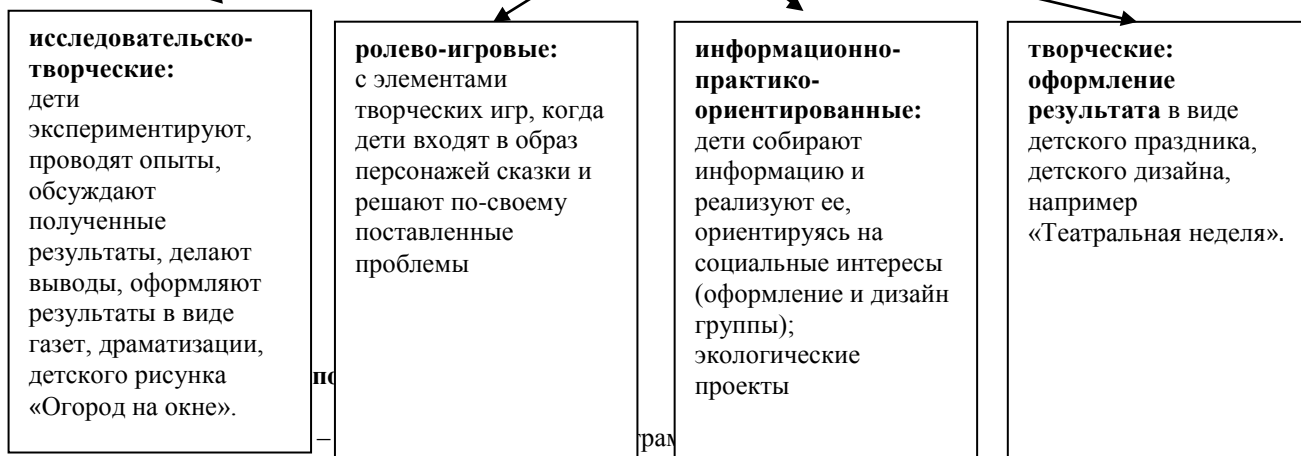 исследовательско-
творческие:
дети
экспериментируют,
проводят опыты,
обсуждают
полученные
результаты, делают
выводы, оформляют
результаты в виде
газет, драматизации,
детского рисунка
«Огород на окне».
ролево-игровые:
с элементами
творческих игр, когда
дети входят в образ
персонажей сказки и
решают по-своему
поставленные
проблемы
информационно-
практико-
ориентированные:
дети собирают
информацию и
реализуют ее,
ориентируясь на
социальные интересы
(оформление и дизайн
группы);
экологические
проекты
творческие:
оформление
результата в виде
детского праздника,
детского дизайна,
например
«Театральная неделя».
–